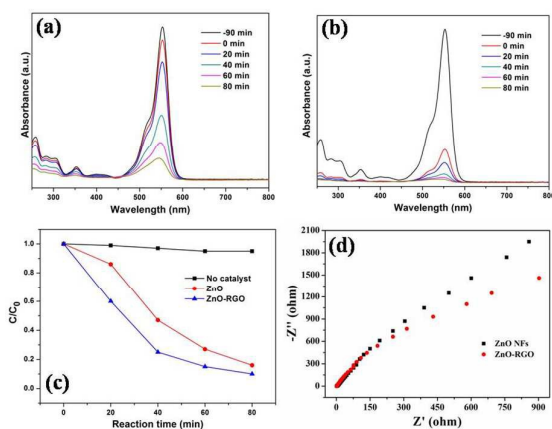 (a)
-90 min
0 min
20 min
40 min
60 min
80 min
Absorbance (a.u.)
300 400 500 600 700 800
Wavelength (nm)
(b)
-90 min
0 min
20 min
40 min
60 min
80 min
Absorbance (a.u.)
300 400 500 600 700 800
Wavelength (nm)
C/C0
1.0
0.8
0.6
0.4
0.2
0.0
No catalyst
ZnO
ZnO-RGO
(c)
0 20 40 60 80
Reaction time (min)
(d)
-Z'' (ohm)
2100
1800
1500
1200
900
600
300
0
ZnO NFs
ZnO-RGO
0 150 300 450 600 750 900
Z' (ohm)